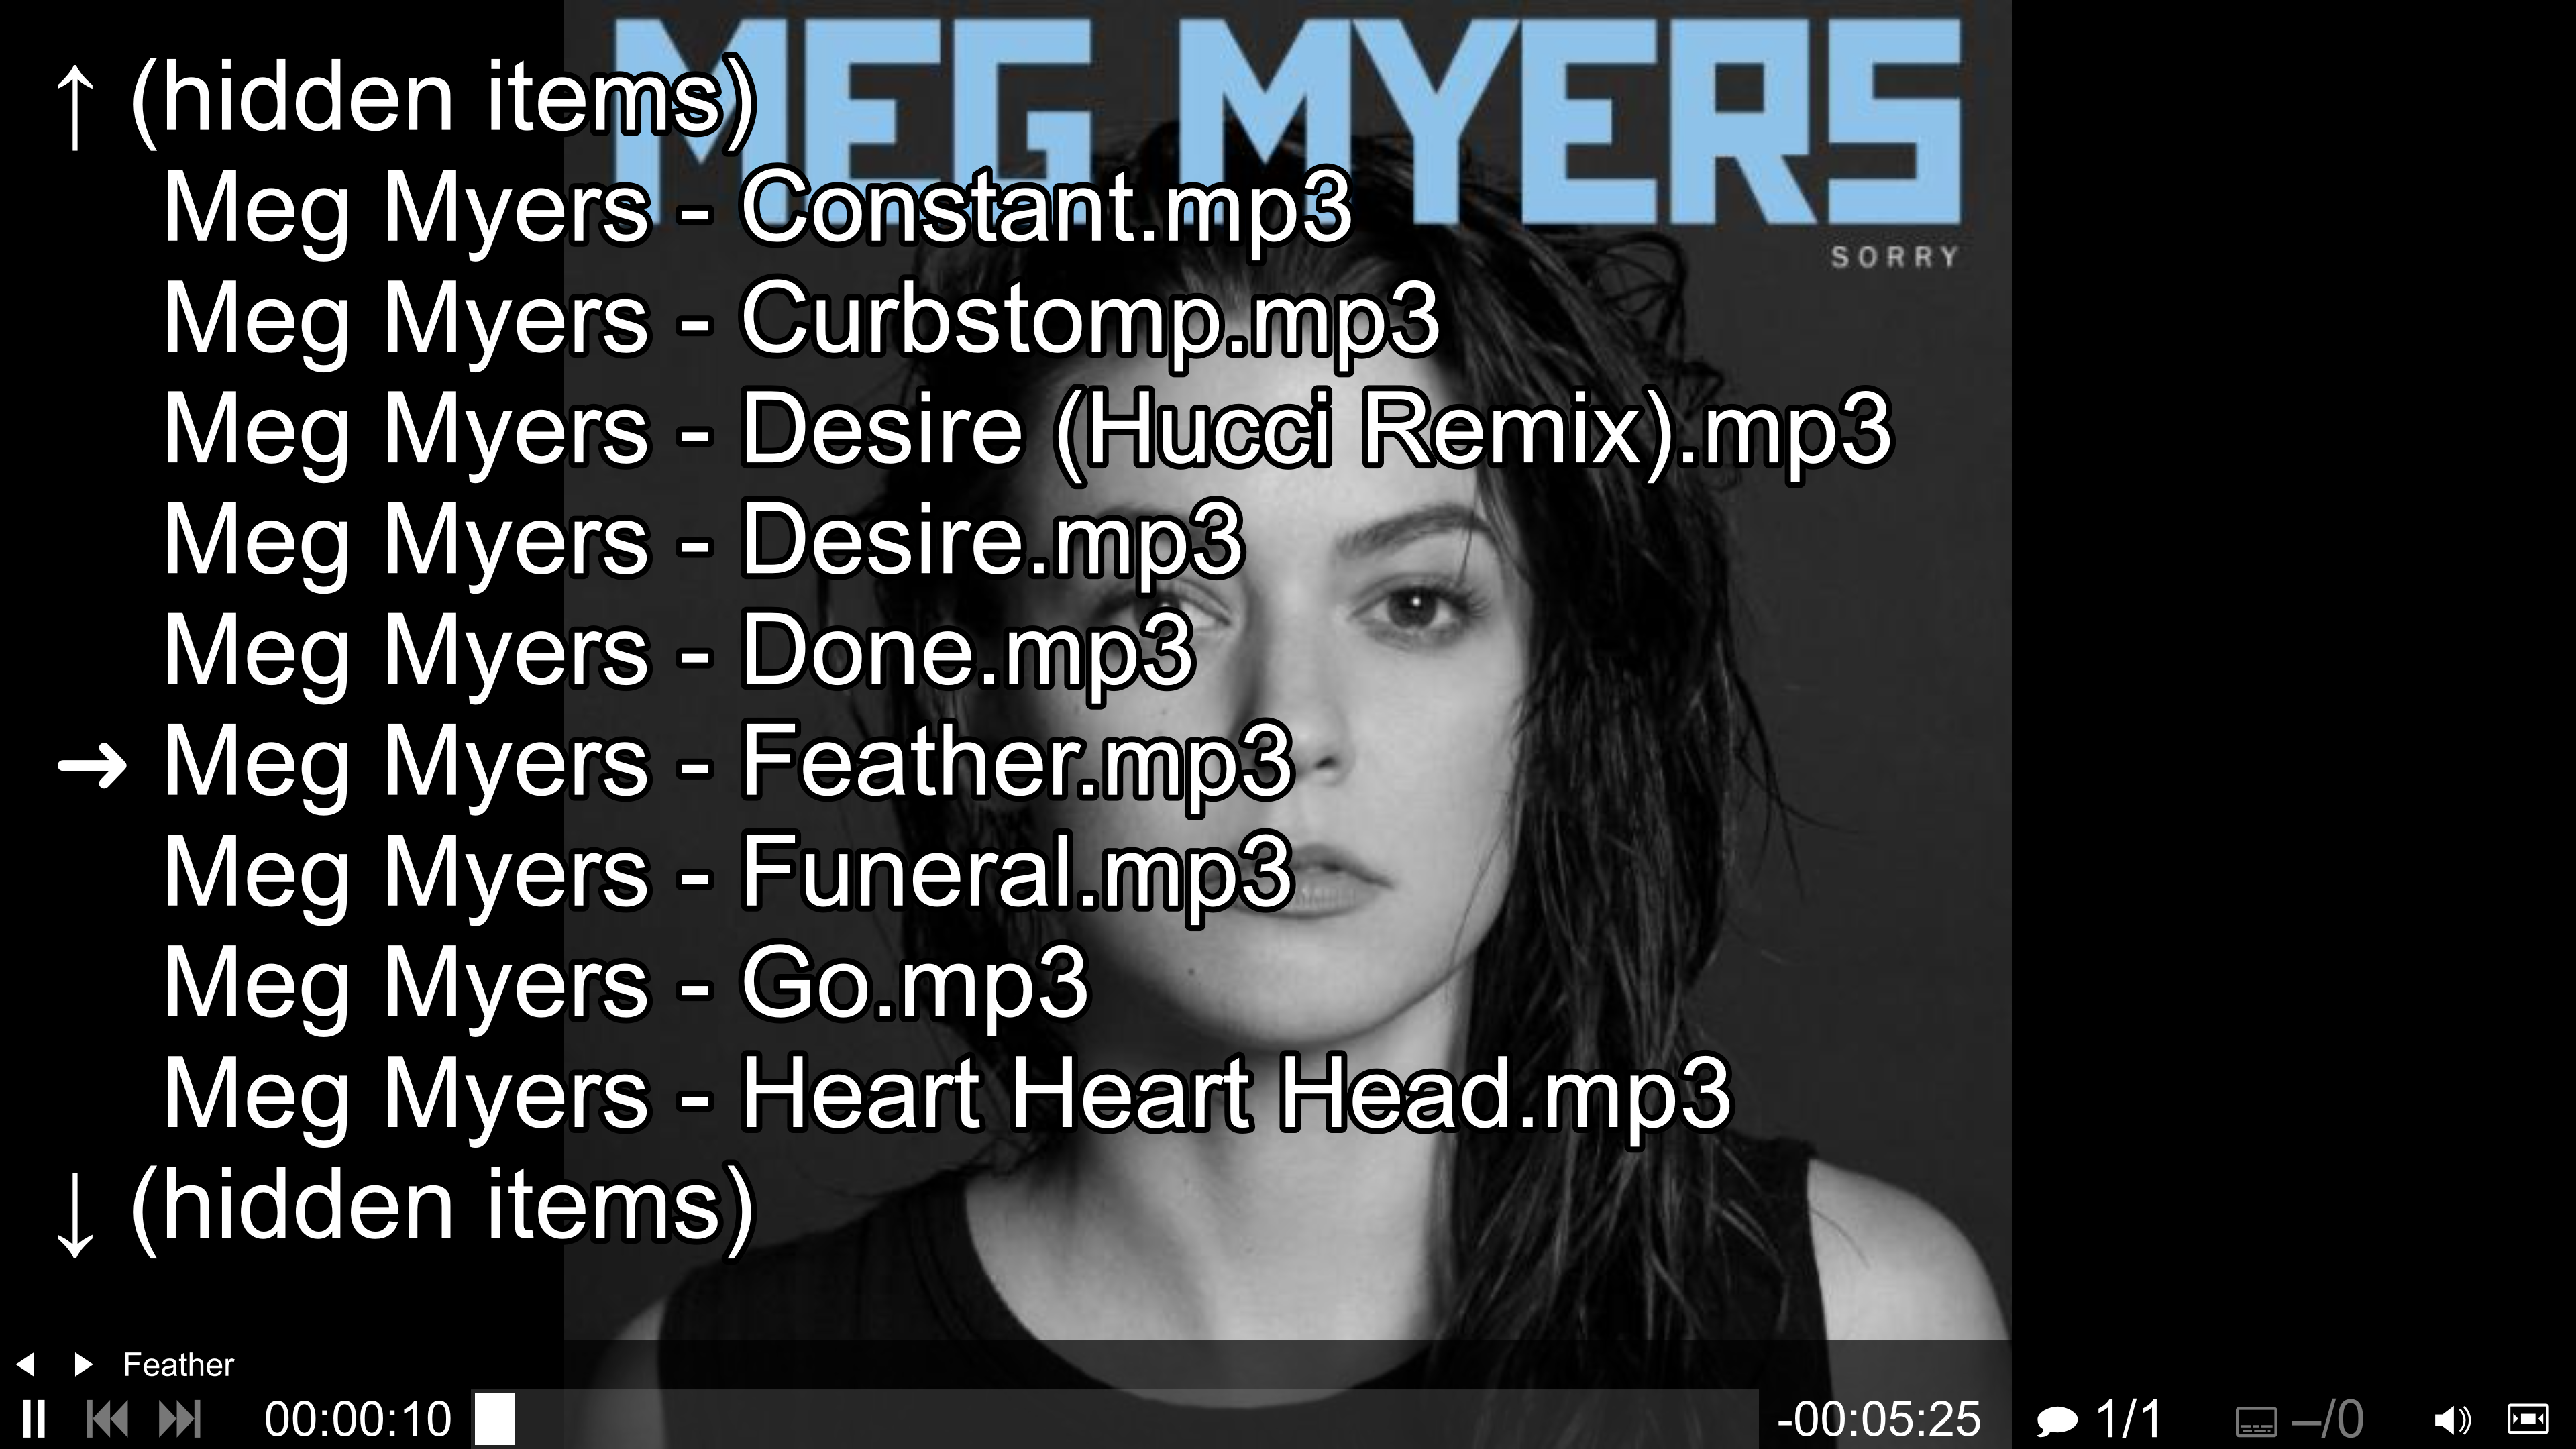 MEG MYERS
SORRY
↑ (hidden items)
Meg Myers - Constant.mp3
Meg Myers - Curbstomp.mp3
Meg Myers - Desire (Hucci Remix).mp3
Meg Myers - Desire.mp3
Meg Myers - Done.mp3
➔ Meg Myers - Feather.mp3
Meg Myers - Funeral.mp3
Meg Myers - Go.mp3
Meg Myers - Heart Heart Head.mp3
↓ (hidden items)
Feather
00:00:10 -00:05:25 1/1 –/0